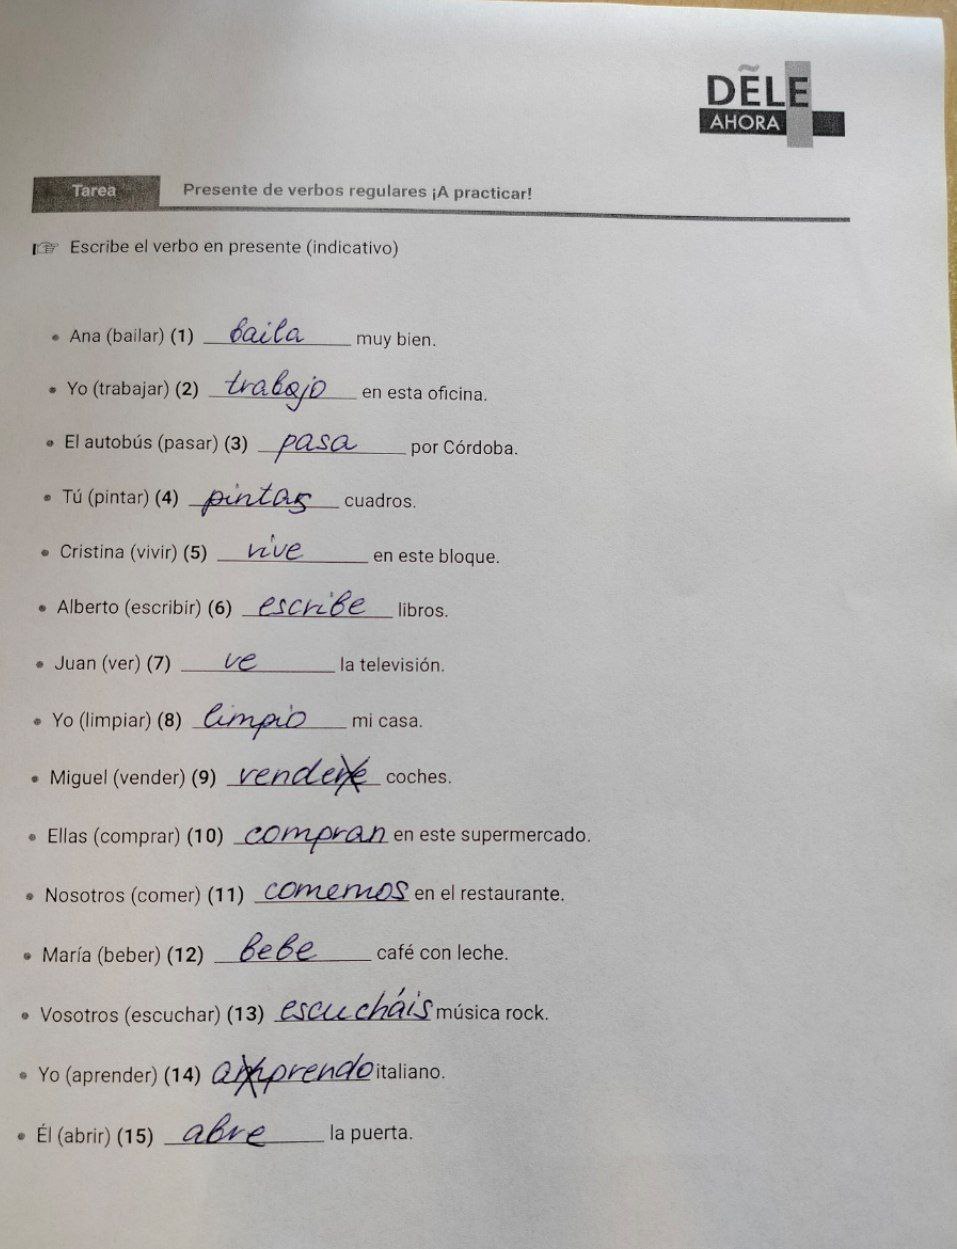 DELE
AHORA
Tarea Presente de verbos regulares ¡A practicar!
☞ Escribe el verbo en presente (indicativo)
• Ana (bailar) (1) baila muy bien.
• Yo (trabajar) (2) trabajo en esta oficina.
• El autobús (pasar) (3) pasa por Córdoba.
• Tú (pintar) (4) pintas cuadros.
• Cristina (vivir) (5) vive en este bloque.
• Alberto (escribir) (6) escribe libros.
• Juan (ver) (7) ve la televisión.
• Yo (limpiar) (8) limpio mi casa.
• Miguel (vender) (9) vende coches.
• Ellas (comprar) (10) compran en este supermercado.
• Nosotros (comer) (11) comemos en el restaurante.
• María (beber) (12) bebe café con leche.
• Vosotros (escuchar) (13) escucháis música rock.
• Yo (aprender) (14) aprendo italiano.
• Él (abrir) (15) abre la puerta.